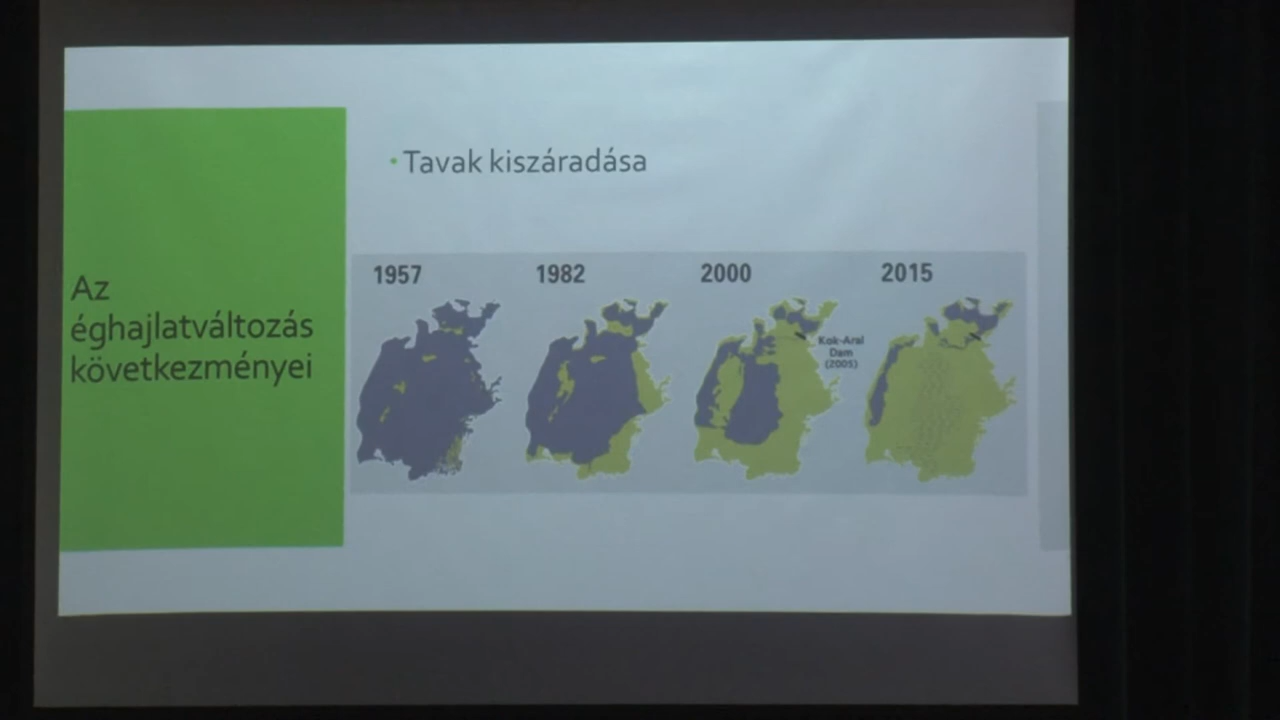 Az
éghajlatváltozás
következményei
• Tavak kiszáradása
1957 1982 2000 2015
Kok-Aral
Dam
(2005)